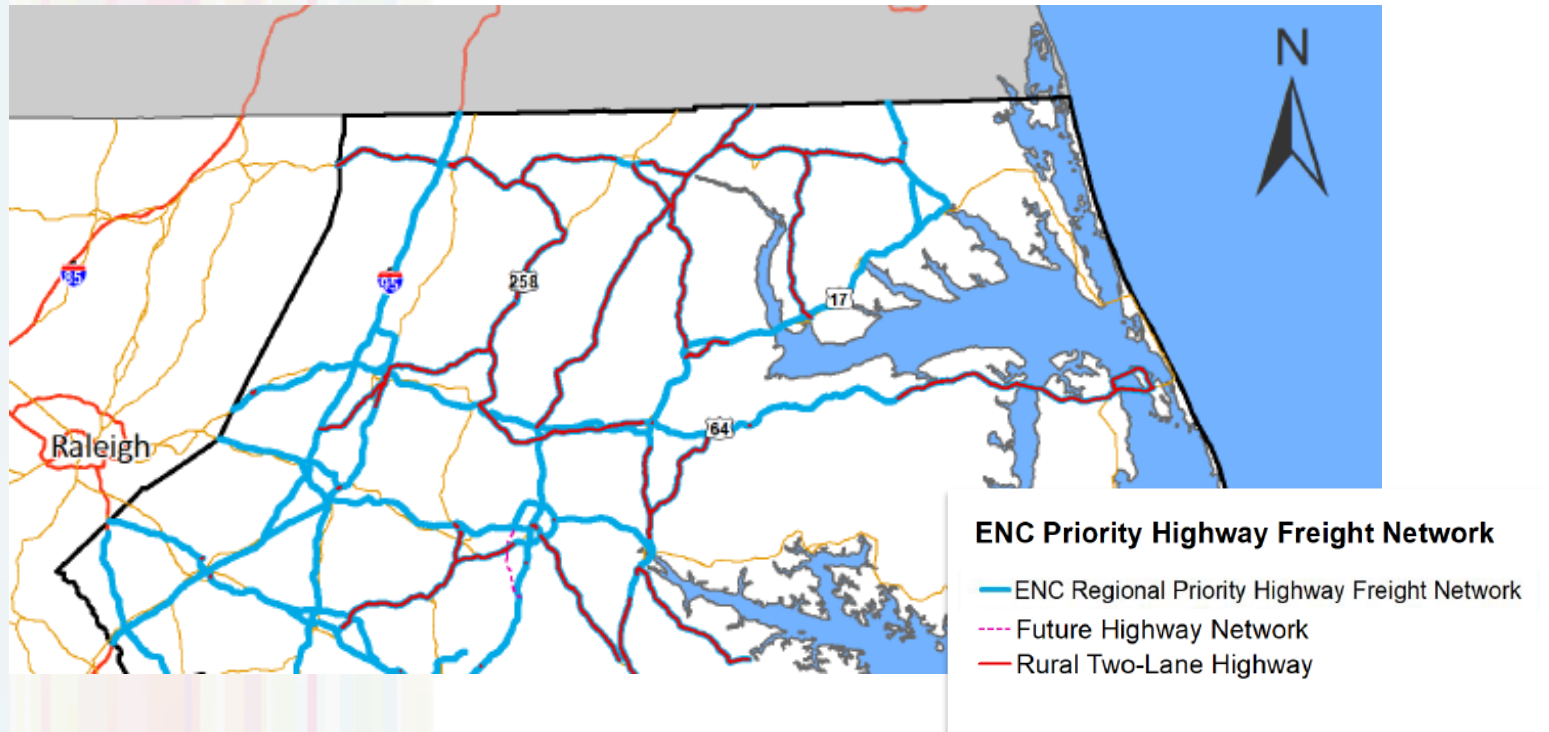 N
85
95
258
17
64
Raleigh
ENC Priority Highway Freight Network
ENC Regional Priority Highway Freight Network
Future Highway Network
Rural Two-Lane Highway